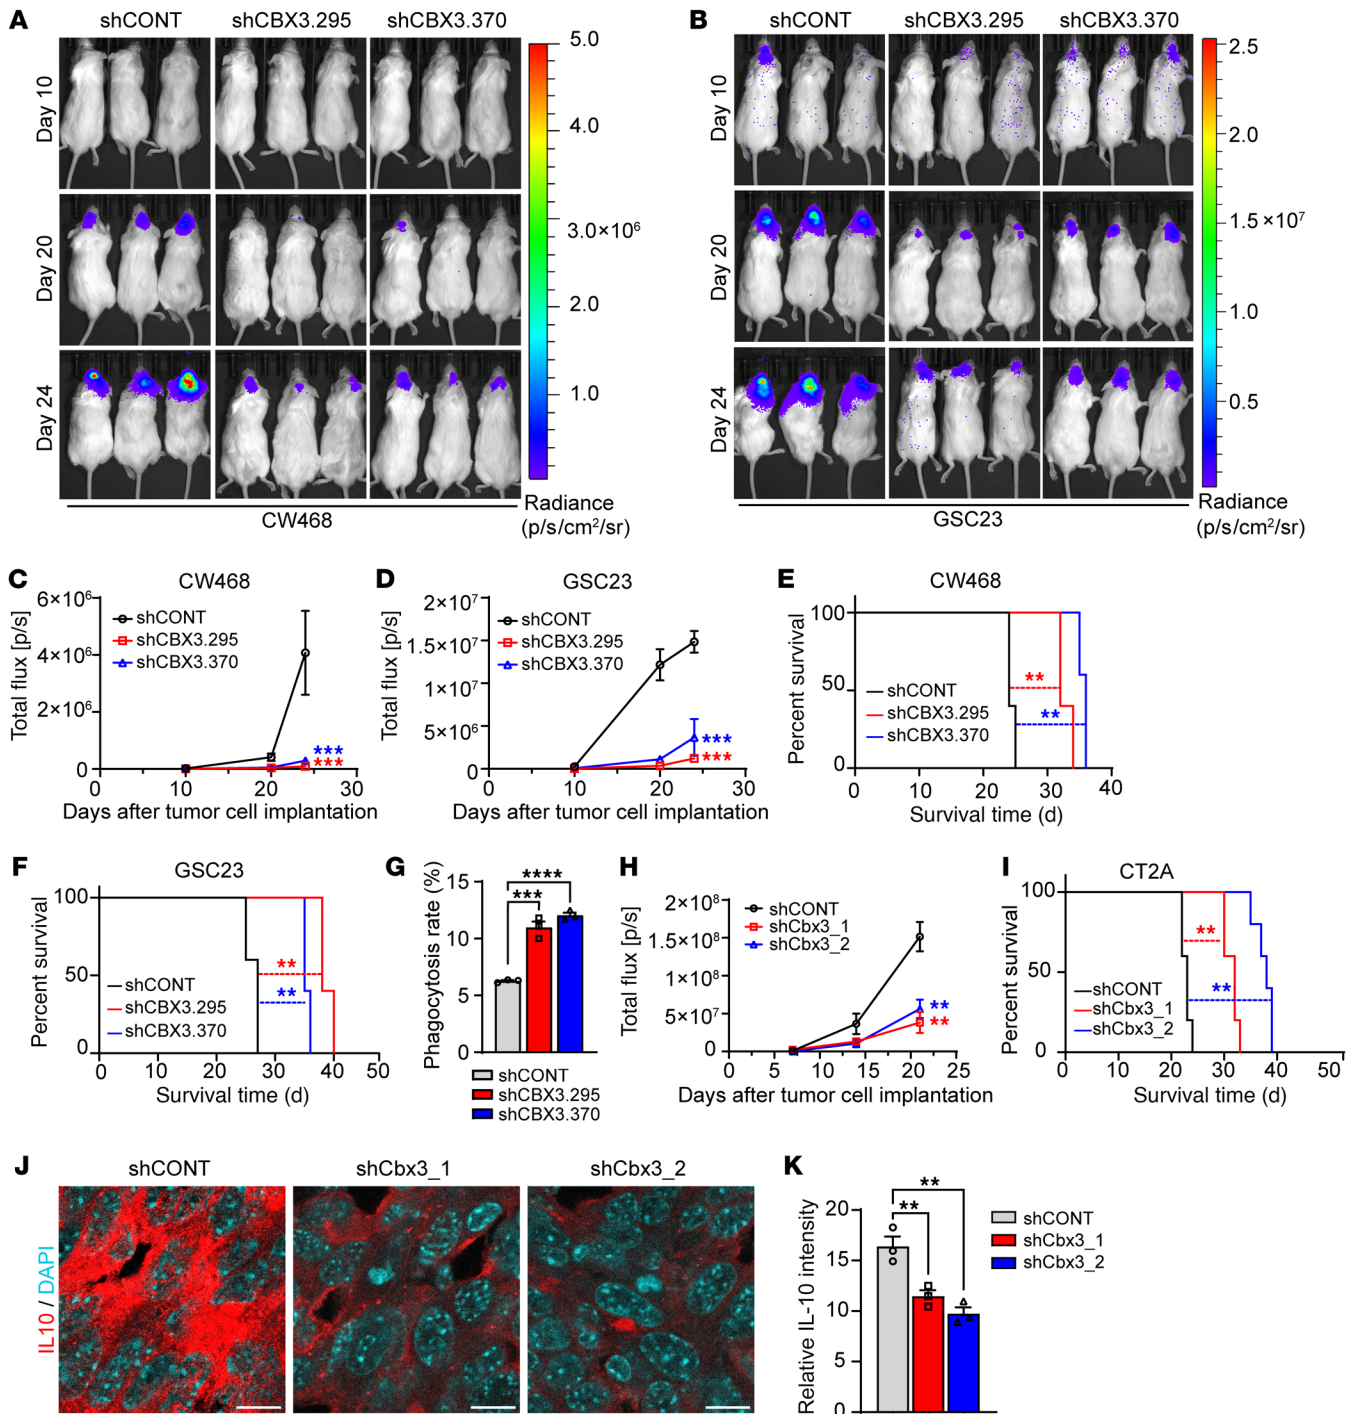 A
shCONT shCBX3.295 shCBX3.370
Day 10
Day 20
Day 24
5.0
4.0
3.0×10⁶
2.0
1.0
Radiance
(p/s/cm²/sr)
CW468
B
shCONT shCBX3.295 shCBX3.370
Day 10
Day 20
Day 24
2.5
2.0
1.5×10⁷
1.0
0.5
Radiance
(p/s/cm²/sr)
GSC23
C
CW468
Total flux [p/s]
6×10⁶
4×10⁶
2×10⁶
0
shCONT
shCBX3.295
shCBX3.370
***
***
0 10 20 30
Days after tumor cell implantation
D
GSC23
Total flux [p/s]
2×10⁷
1.5×10⁷
1×10⁷
5×10⁶
0
shCONT
shCBX3.295
shCBX3.370
***
***
0 10 20 30
Days after tumor cell implantation
E
CW468
Percent survival
100
50
0
**
**
shCONT
shCBX3.295
shCBX3.370
0 10 20 30 40
Survival time (d)
F
GSC23
Percent survival
100
50
0
**
**
shCONT
shCBX3.295
shCBX3.370
0 10 20 30 40 50
Survival time (d)
G
Phagocytosis rate (%)
15
10
5
0
****
***
shCONT
shCBX3.295
shCBX3.370
H
Total flux [p/s]
2×10⁸
1.5×10⁸
1×10⁸
5×10⁷
0
shCONT
shCbx3_1
shCbx3_2
**
**
0 5 10 15 20 25
Days after tumor cell implantation
I
CT2A
Percent survival
100
50
0
**
**
shCONT
shCbx3_1
shCbx3_2
0 10 20 30 40 50
Survival time (d)
J
shCONT shCbx3_1 shCbx3_2
IL10 / DAPI
K
Relative IL-10 intensity
20
15
10
5
0
**
**
shCONT
shCbx3_1
shCbx3_2